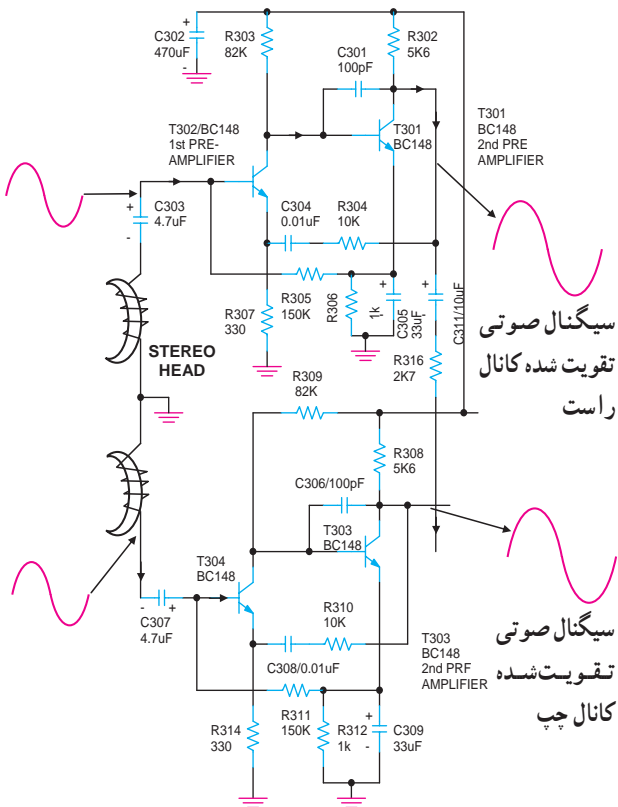 C302
470uF
-
+
R303
82K
C301
100pF
R302
5K6
T302/BC148
1st PRE-
AMPLIFIER
T301
BC148
T301
BC148
2nd PRE
AMPLIFIER
+
C303
4.7uF
-
C304
0.01uF
R304
10K
R305
150K
R306
1k
+
C305
33uF
-
+
C311/10uF
R307
330
R316
2K7
STEREO
HEAD
سیگنال صوتی
تقویت شده کانال
راست
R309
82K
R308
5K6
C306/100pF
T303
BC148
T304
BC148
- +
C307
4.7uF
R310
10K
C308/0.01uF
T303
BC148
2nd PRF
AMPLIFIER
R311
150K
R312
1k
+
C309
-
33uF
R314
330
سیگنال صوتی
تـقـویـت‌شـده
کانال چپ